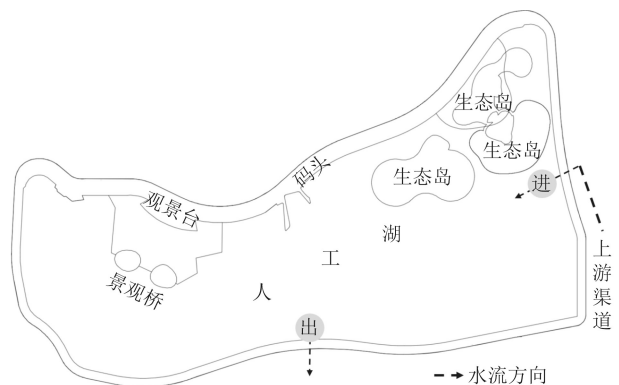 生态岛
生态岛
生态岛
码头
进
观景台
湖
上游渠道
工
景观桥
人
出
水流方向